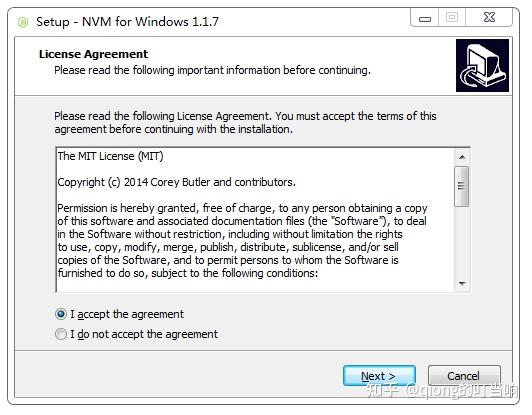 Setup - NVM for Windows 1.1.7
License Agreement
Please read the following important information before continuing.
Please read the following License Agreement. You must accept the terms of this
agreement before continuing with the installation.
The MIT License (MIT)
Copyright (c) 2014 Corey Butler and contributors.
Permission is hereby granted, free of charge, to any person obtaining a copy
of this software and associated documentation files (the "Software"), to deal
in the Software without restriction, including without limitation the rights
to use, copy, modify, merge, publish, distribute, sublicense, and/or sell
copies of the Software, and to permit persons to whom the Software is
furnished to do so, subject to the following conditions:
I accept the agreement
I do not accept the agreement
Next >
Cancel
知乎 @qiong的叮当响